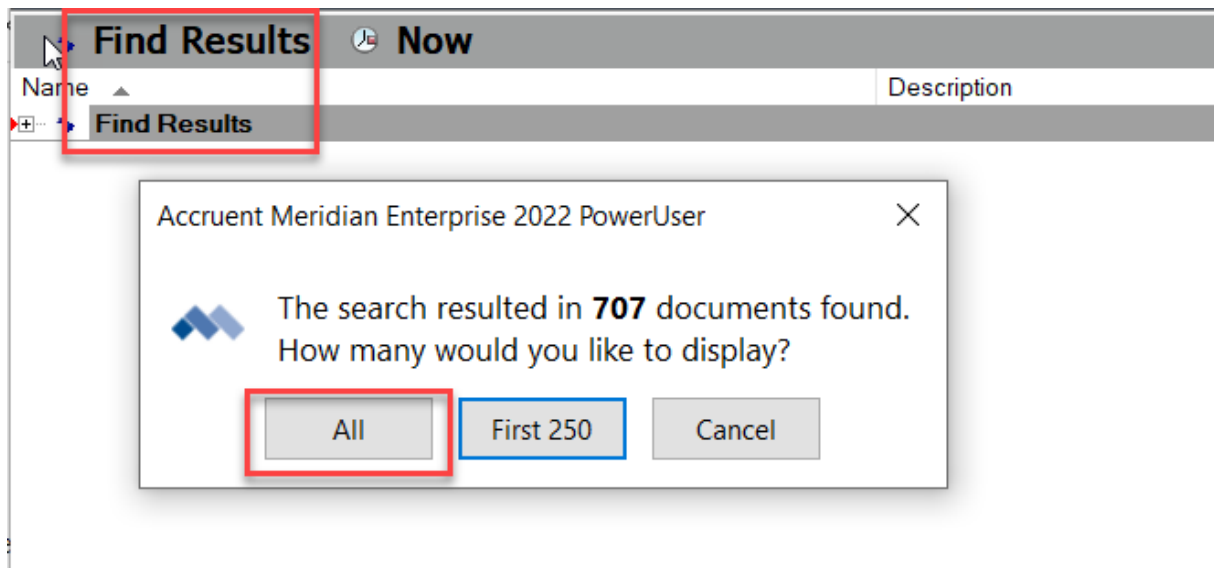 Find Results Now
Name Description
Find Results
Accruent Meridian Enterprise 2022 PowerUser
The search resulted in 707 documents found.
How many would you like to display?
All First 250 Cancel